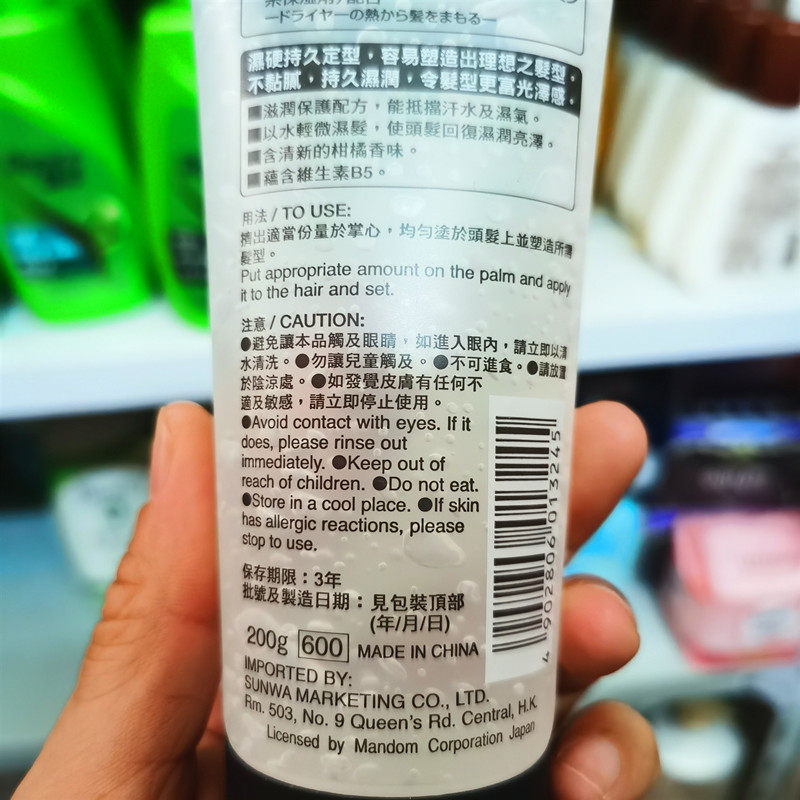 ―ドライヤーの熱から髪をまもる―
濕硬持久定型，容易塑造出理想之髮型。
不黏膩，持久濕潤，令髮型更富光澤感。
■滋潤保護配方，能抵擋汗水及濕氣。
■以水輕微濕髮，使頭髮回復濕潤亮澤。
■含清新的柑橘香味。
■蘊含維生素B5。
用法 / TO USE:
擠出適當份量於掌心，均勻塗於頭髮上並塑造所需
髮型。
Put appropriate amount on the palm and apply
it to the hair and set.
注意 / CAUTION:
●避免讓本品觸及眼睛，如進入眼內，請立即以清
水清洗。●勿讓兒童觸及。●不可進食。●請放置
於陰涼處。●如發覺皮膚有任何不
適及敏感，請立即停止使用。
●Avoid contact with eyes. If it
does, please rinse out
immediately. ●Keep out of
reach of children. ●Do not eat.
●Store in a cool place. ●If skin
has allergic reactions, please
stop to use.
保存期限：3年
批號及製造日期：見包裝頂部
(年/月/日)
200g 600 MADE IN CHINA
IMPORTED BY:
SUNWA MARKETING CO., LTD.
Rm. 503, No. 9 Queen's Rd. Central, H.K.
Licensed by Mandom Corporation Japan
4 902806 013245